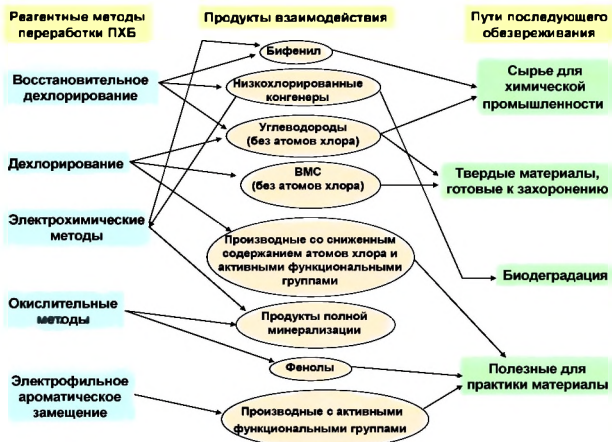 Реагентные методы
переработки ПХБ
Продукты взаимодействия
Пути последующего
обезвреживания
Восстановительное
дехлорирование
Дехлорирование
Электрохимические
методы
Окислительные
методы
Электрофильное
ароматическое
замещение
Бифенил
Низкохлорированные
конгенеры
Углеводороды
(без атомов хлора)
ВМС
(без атомов хлора)
Производные со сниженным
содержанием атомов хлора и
активными функциональными
группами
Продукты полной
минерализации
Фенолы
Производные с активными
функциональными группами
Сырье для
химической
промышленности
Твердые материалы,
готовые к захоронению
Биодеградация
Полезные для
практики материалы